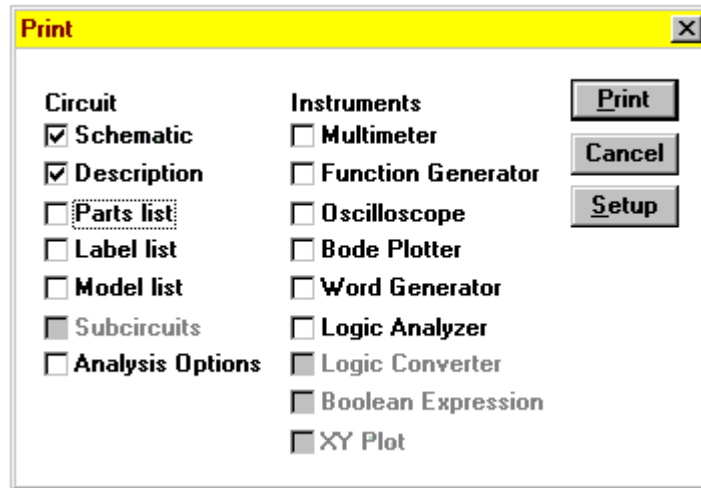 Print
Circuit
Schematic
Description
Parts list
Label list
Model list
Subcircuits
Analysis Options
Instruments
Multimeter
Function Generator
Oscilloscope
Bode Plotter
Word Generator
Logic Analyzer
Logic Converter
Boolean Expression
XY Plot
Print
Cancel
Setup